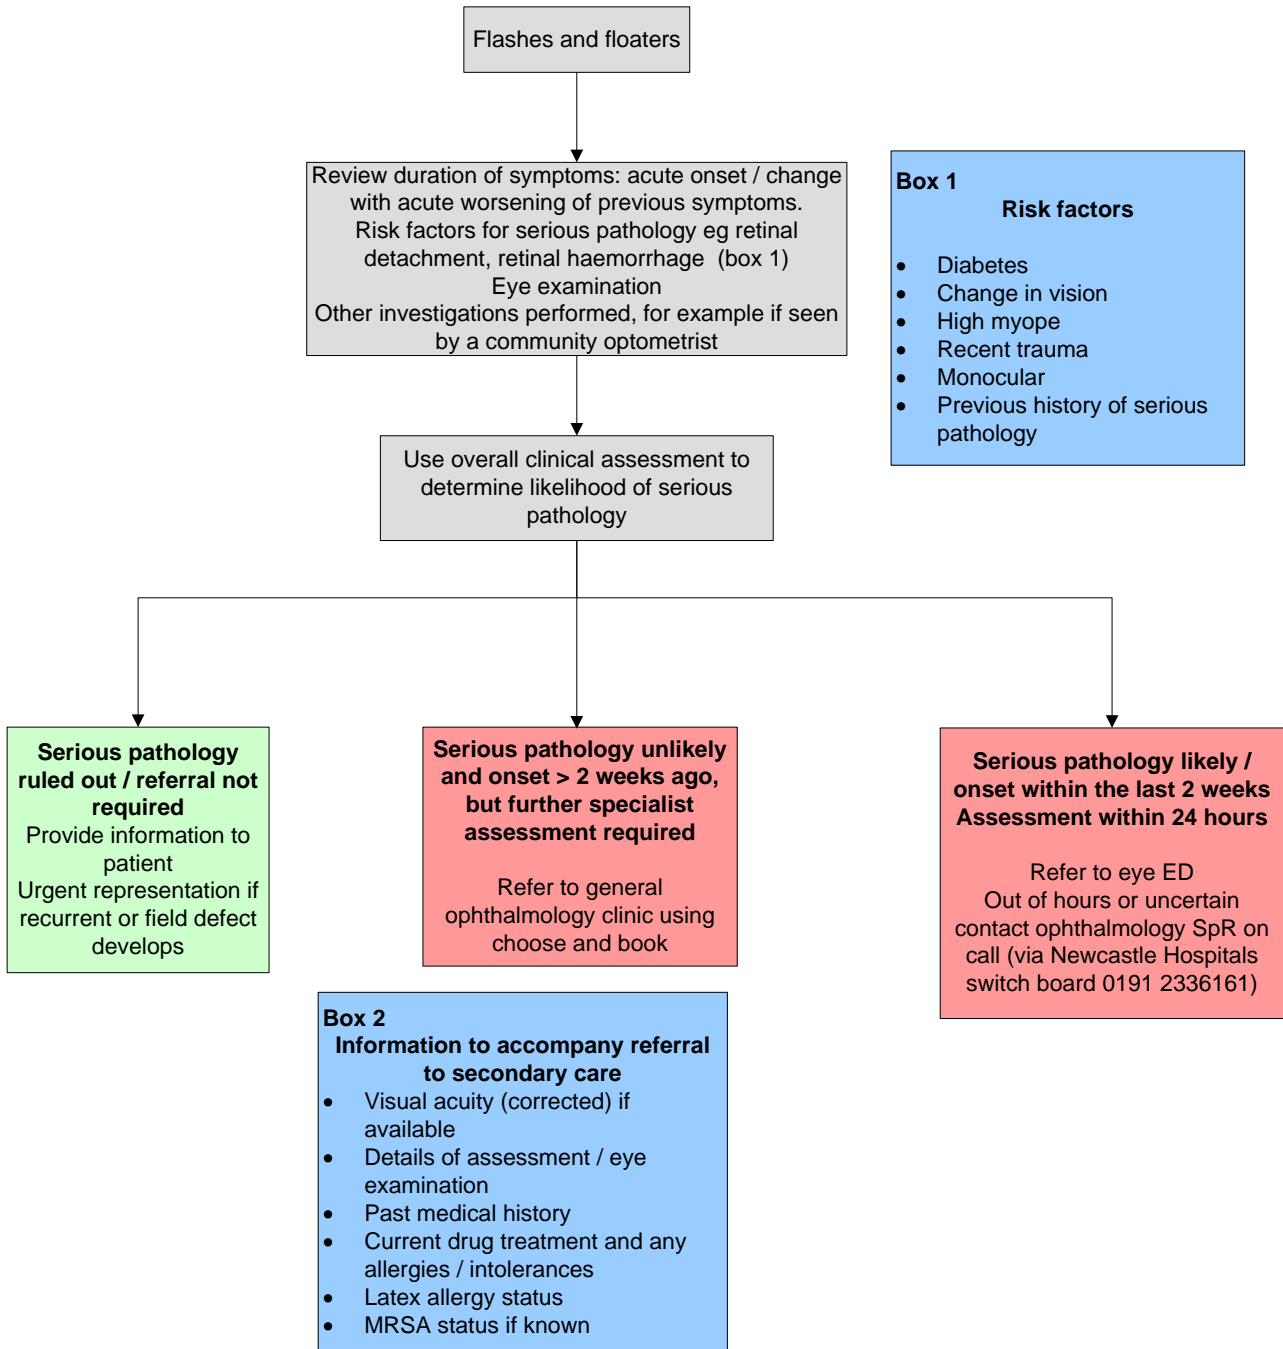 Flashes and floaters
Review duration of symptoms: acute onset / change
with acute worsening of previous symptoms.
Risk factors for serious pathology eg retinal
detachment, retinal haemorrhage  (box 1)
Eye examination
Other investigations performed, for example if seen
by a community optometrist
Box 1
Risk factors
• Diabetes
• Change in vision
• High myope
• Recent trauma
• Monocular
• Previous history of serious
pathology
Use overall clinical assessment to
determine likelihood of serious
pathology
Serious pathology
ruled out / referral not
required
Provide information to
patient
Urgent representation if
recurrent or field defect
develops
Serious pathology unlikely
and onset > 2 weeks ago,
but further specialist
assessment required
Refer to general
ophthalmology clinic using
choose and book
Serious pathology likely /
onset within the last 2 weeks
Assessment within 24 hours
Refer to eye ED
Out of hours or uncertain
contact ophthalmology SpR on
call (via Newcastle Hospitals
switch board 0191 2336161)
Box 2
Information to accompany referral
to secondary care
• Visual acuity (corrected) if
available
• Details of assessment / eye
examination
• Past medical history
• Current drug treatment and any
allergies / intolerances
• Latex allergy status
• MRSA status if known